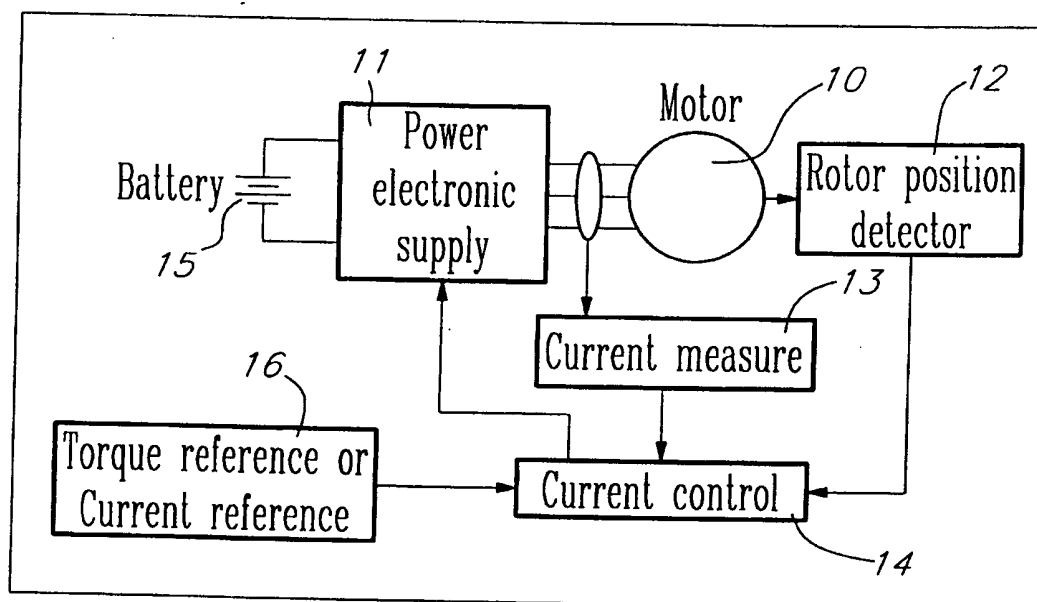 11
Power
electronic
supply
Battery
15
Motor
10
12
Rotor position
detector
13
Current measure
16
Torque reference or
Current reference
Current control
14